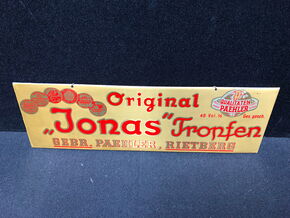 Original
QUALITÄTEN
PAEHLER
40 Vol. % Ges. gesch.
„Jonas“ Tropfen
GEBR. PAEHLER, RIETBERG